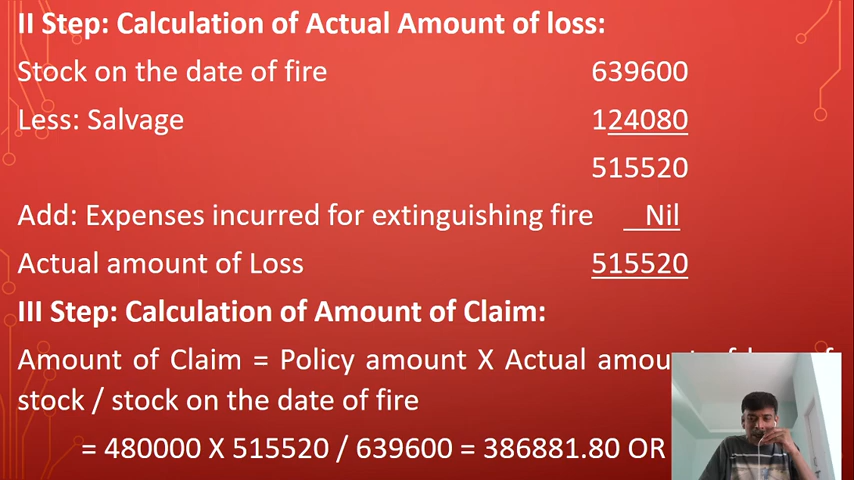 II Step: Calculation of Actual Amount of loss:
Stock on the date of fire 639600
Less: Salvage 124080
515520
Add: Expenses incurred for extinguishing fire Nil
Actual amount of Loss 515520
III Step: Calculation of Amount of Claim:
Amount of Claim = Policy amount X Actual
stock / stock on the date of fire
= 480000 X 515520 / 639600 = 386881.80 OR